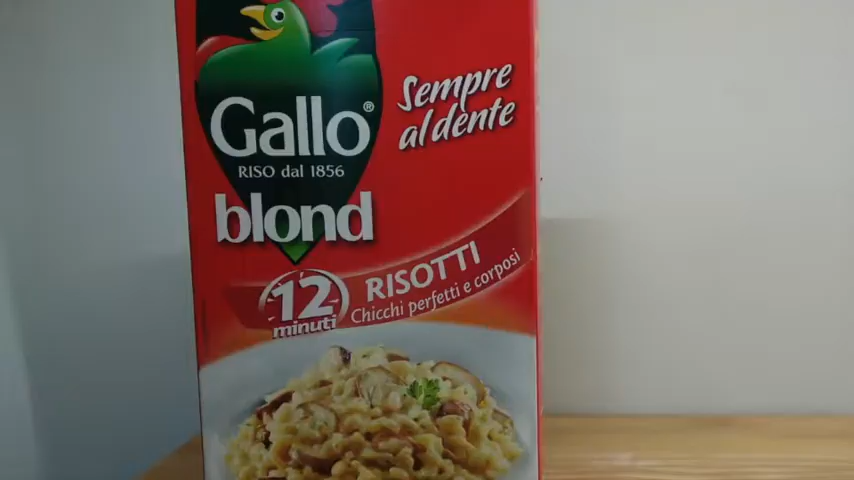 Gallo®
RISO dal 1856
blond
Sempre
al dente
12
minuti
RISOTTI
Chicchi perfetti e corposi